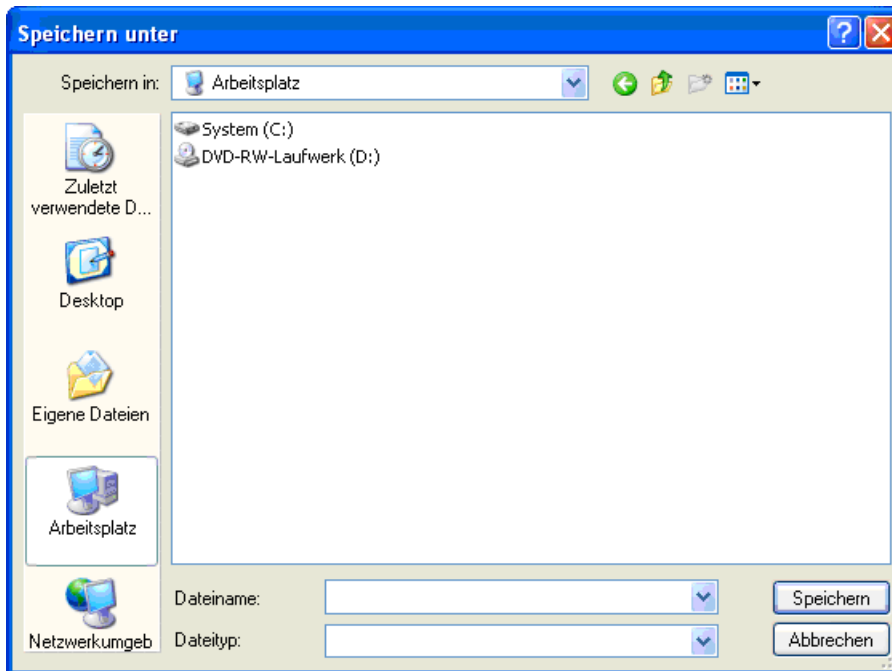 Speichern unter
Speichern in:
Arbeitsplatz
System (C:)
DVD-RW-Laufwerk (D:)
Zuletzt
verwendete D...
Desktop
Eigene Dateien
Arbeitsplatz
Netzwerkumgeb
Dateiname:
Speichern
Dateityp:
Abbrechen